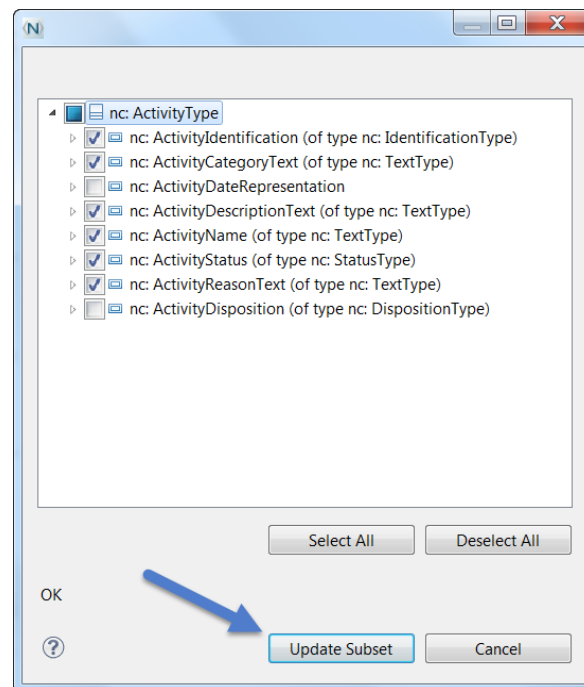 N
nc: ActivityType
nc: ActivityIdentification (of type nc: IdentificationType)
nc: ActivityCategoryText (of type nc: TextType)
nc: ActivityDateRepresentation
nc: ActivityDescriptionText (of type nc: TextType)
nc: ActivityName (of type nc: TextType)
nc: ActivityStatus (of type nc: StatusType)
nc: ActivityReasonText (of type nc: TextType)
nc: ActivityDisposition (of type nc: DispositionType)
Select All Deselect All
OK
? Update Subset Cancel